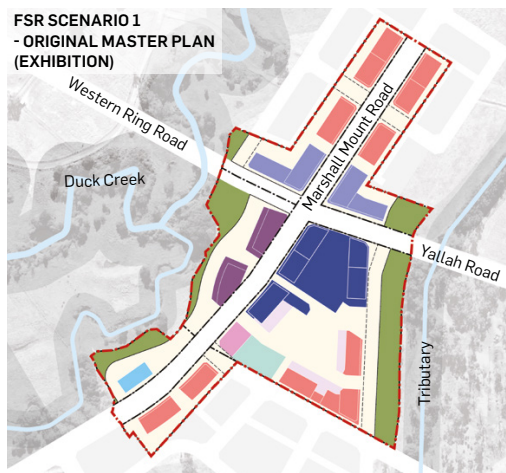 FSR SCENARIO 1
- ORIGINAL MASTER PLAN
(EXHIBITION)
Western Ring Road
Marshall Mount Road
Duck Creek
Yallah Road
Tributary